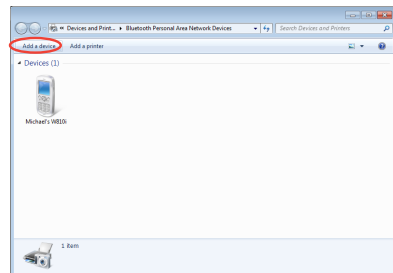 « Devices and Print... ▸ Bluetooth Personal Area Network Devices
Search Devices and Printers
Add a device Add a printer
Devices (1)
Michael's W810i
1 item